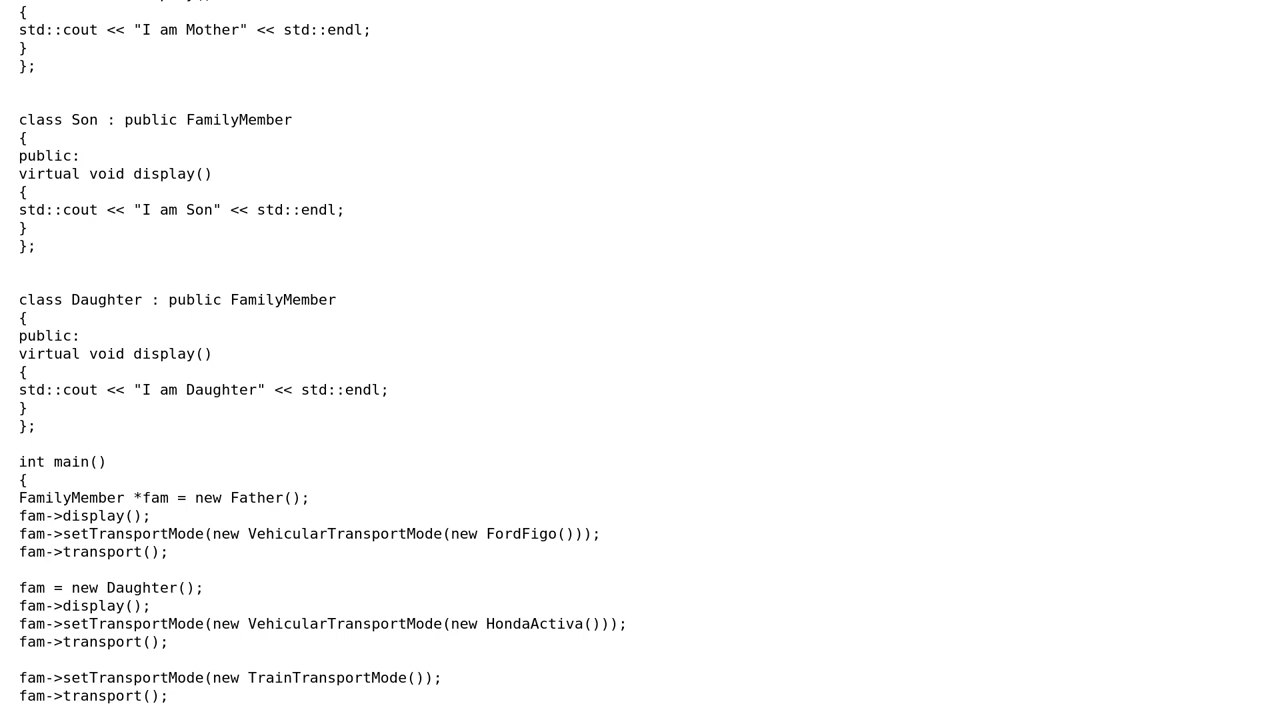 {
std::cout << "I am Mother" << std::endl;
}
};
class Son : public FamilyMember
{
public:
virtual void display()
{
std::cout << "I am Son" << std::endl;
}
};
class Daughter : public FamilyMember
{
public:
virtual void display()
{
std::cout << "I am Daughter" << std::endl;
}
};
int main()
{
FamilyMember *fam = new Father();
fam->display();
fam->setTransportMode(new VehicularTransportMode(new FordFigo()));
fam->transport();
fam = new Daughter();
fam->display();
fam->setTransportMode(new VehicularTransportMode(new HondaActiva()));
fam->transport();
fam->setTransportMode(new TrainTransportMode());
fam->transport();